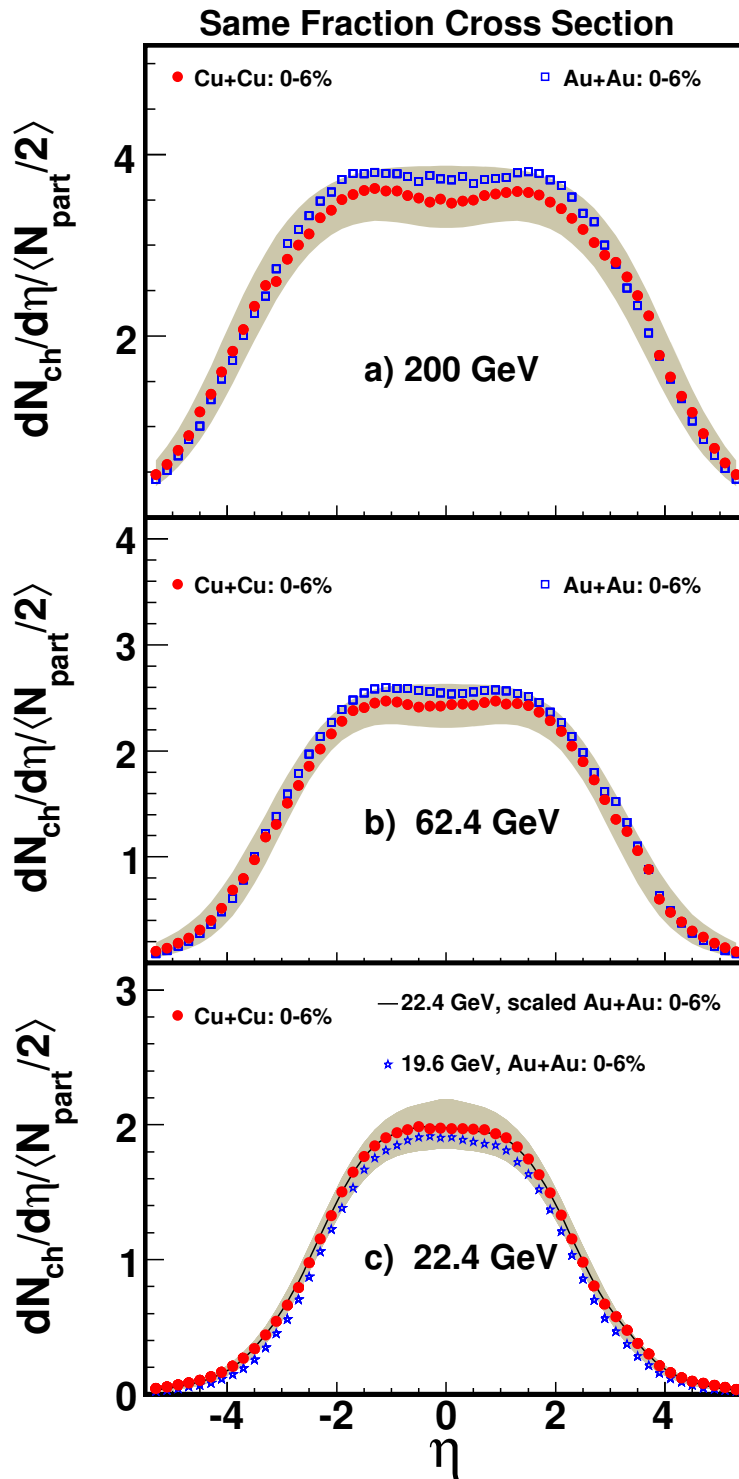 Same Fraction Cross Section
Cu+Cu: 0-6%
Au+Au: 0-6%
dN_ch/dη/⟨N_part/2⟩
4
2
a) 200 GeV
Cu+Cu: 0-6%
Au+Au: 0-6%
dN_ch/dη/⟨N_part/2⟩
4
3
2
1
b) 62.4 GeV
Cu+Cu: 0-6%
22.4 GeV, scaled Au+Au: 0-6%
19.6 GeV, Au+Au: 0-6%
dN_ch/dη/⟨N_part/2⟩
3
2
1
0
c) 22.4 GeV
-4 -2 0 2 4
η